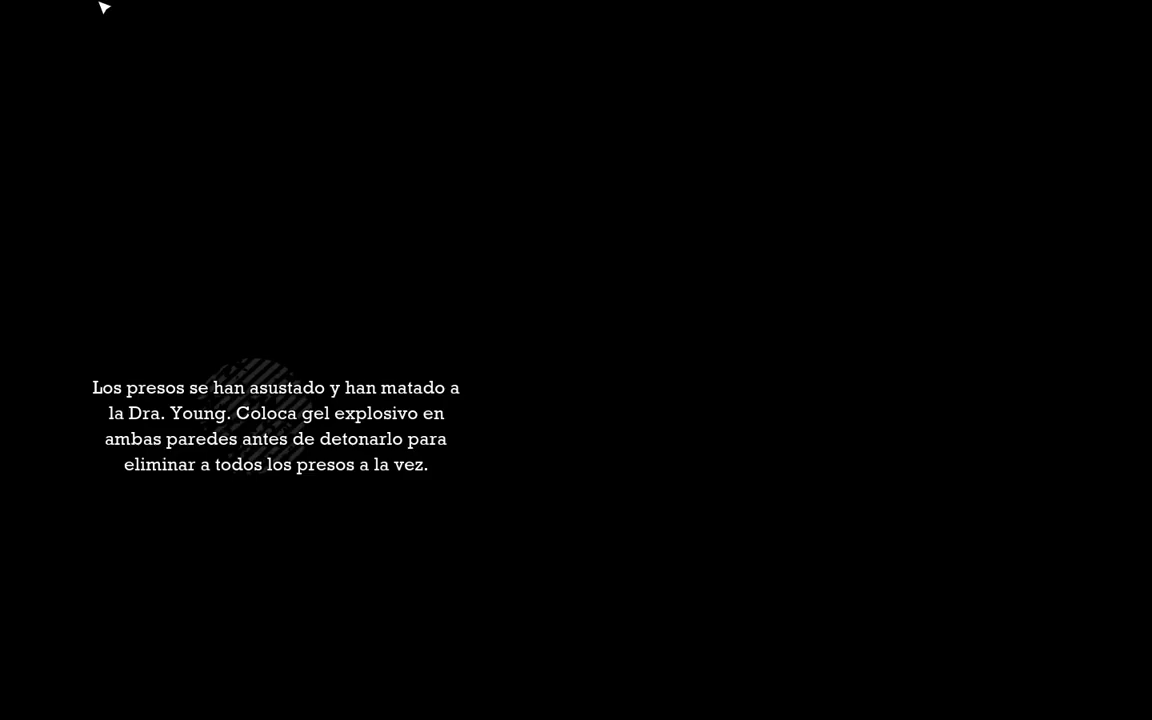 Los presos se han asustado y han matado a
la Dra. Young. Coloca gel explosivo en
ambas paredes antes de detonarlo para
eliminar a todos los presos a la vez.